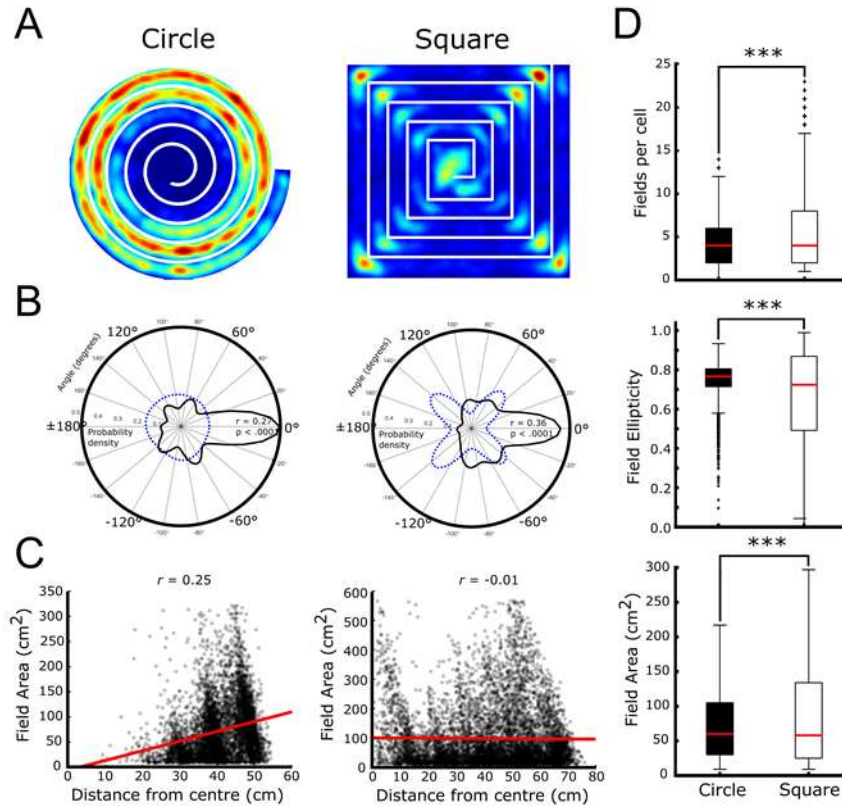 A
Circle
Square
B
120°
60°
±180°
0°
-120°
-60°
Angle (degrees)
Probability
density
r = 0.27
p < .0001
120°
60°
±180°
0°
-120°
-60°
Angle (degrees)
Probability
density
r = 0.36
p < .0001
C
r = 0.25
Field Area (cm²)
350
300
250
200
150
100
50
0
0 10 20 30 40 50 60
Distance from centre (cm)
r = -0.01
Field Area (cm²)
600
500
400
300
200
100
0
0 10 20 30 40 50 60 70 80
Distance from centre (cm)
D
***
Fields per cell
25
20
15
10
5
0
***
Field Ellipticity
1.0
0.8
0.6
0.4
0.2
0.0
***
Field Area (cm²)
300
250
200
150
100
50
0
Circle Square